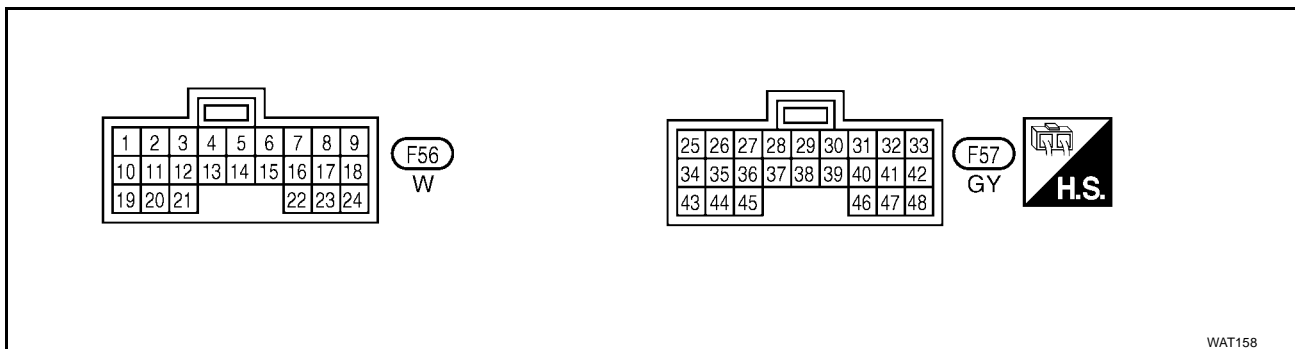 1 2 3 4 5 6 7 8 9
10 11 12 13 14 15 16 17 18
19 20 21 22 23 24
F56
W
25 26 27 28 29 30 31 32 33
34 35 36 37 38 39 40 41 42
43 44 45 46 47 48
F57
GY
H.S.
WAT158